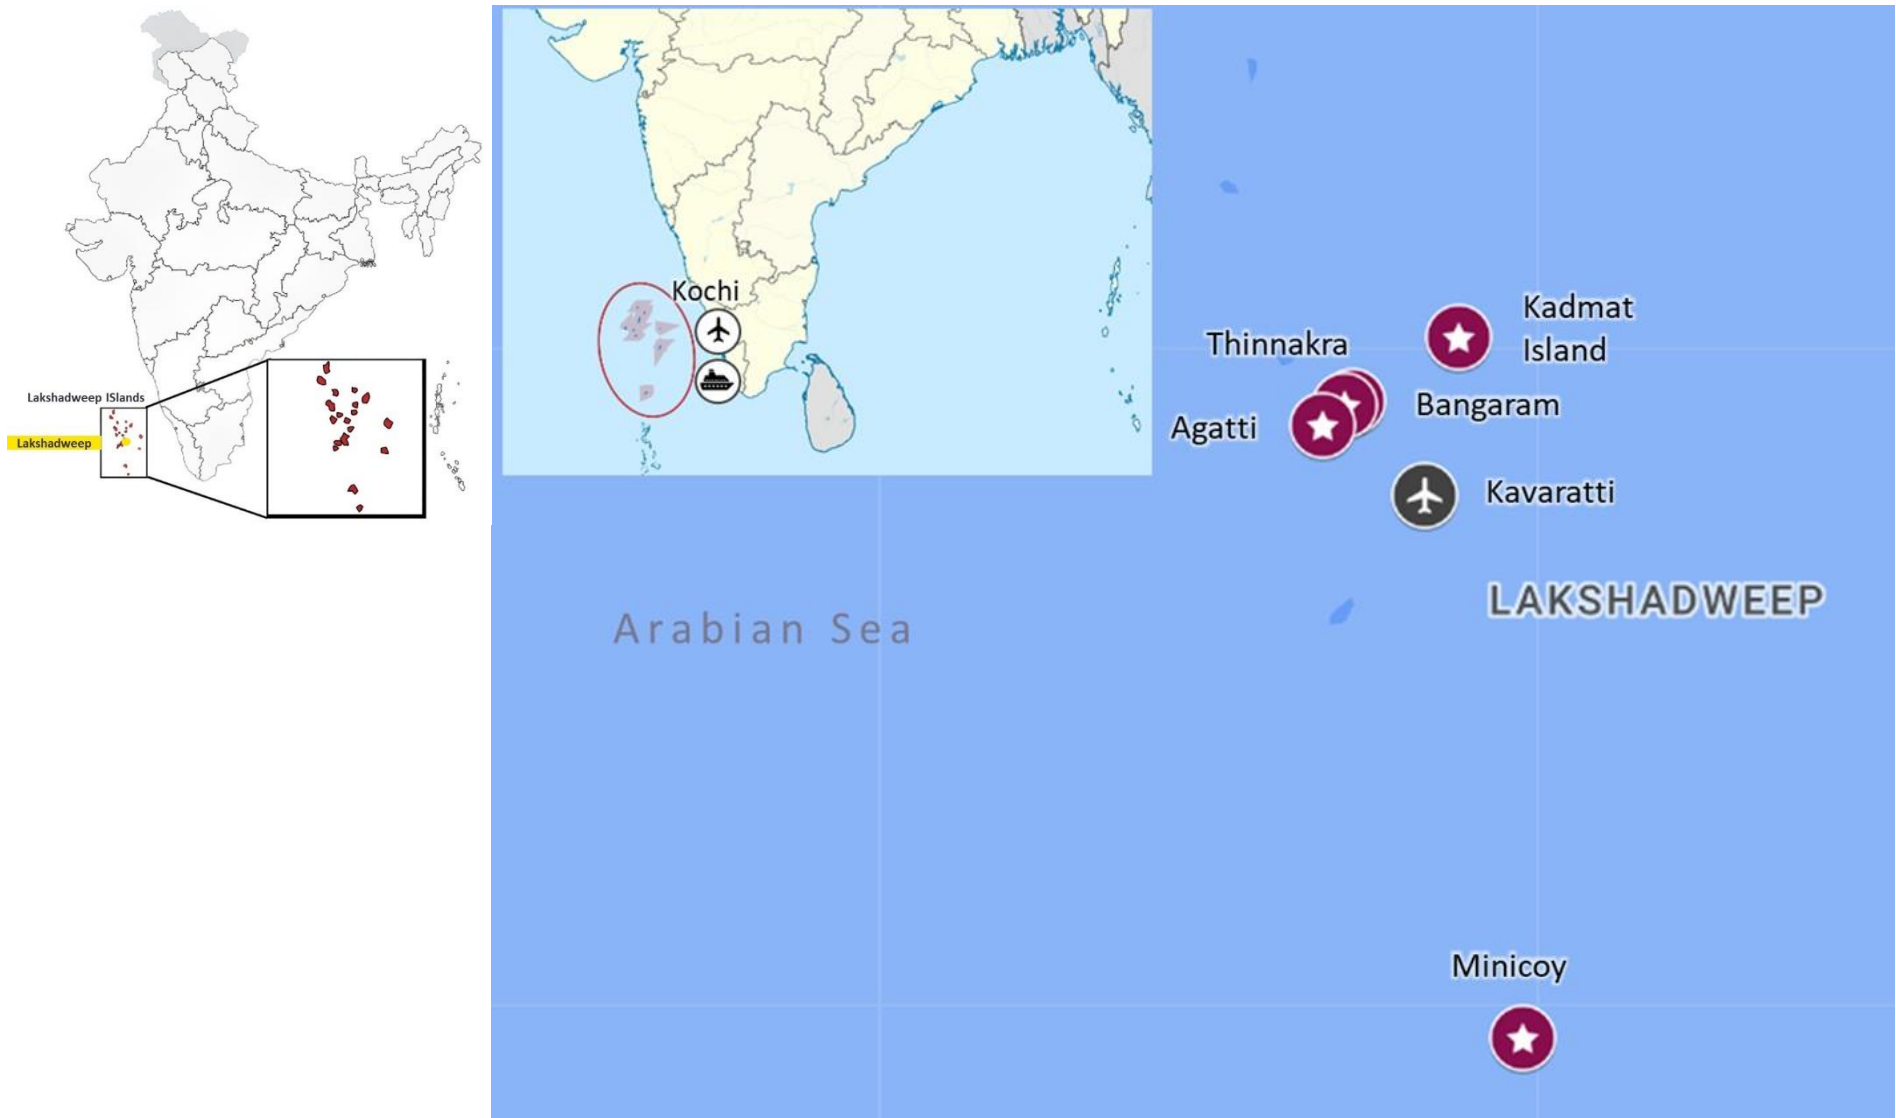 Lakshadweep ISlands
Lakshadweep
Kochi
Thinnakra
Kadmat
Island
Bangaram
Agatti
Kavaratti
LAKSHADWEEP
Arabian Sea
Minicoy